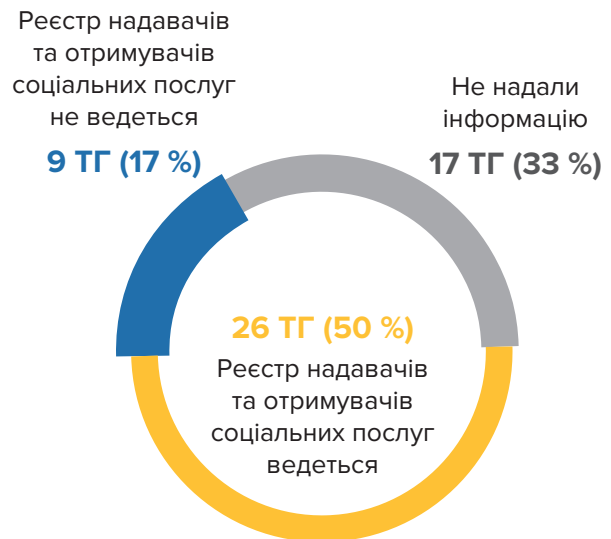 Реєстр надавачів
та отримувачів
соціальних послуг
не ведеться
9 ТГ (17 %)
Не надали
інформацію
17 ТГ (33 %)
26 ТГ (50 %)
Реєстр надавачів
та отримувачів
соціальних послуг
ведеться